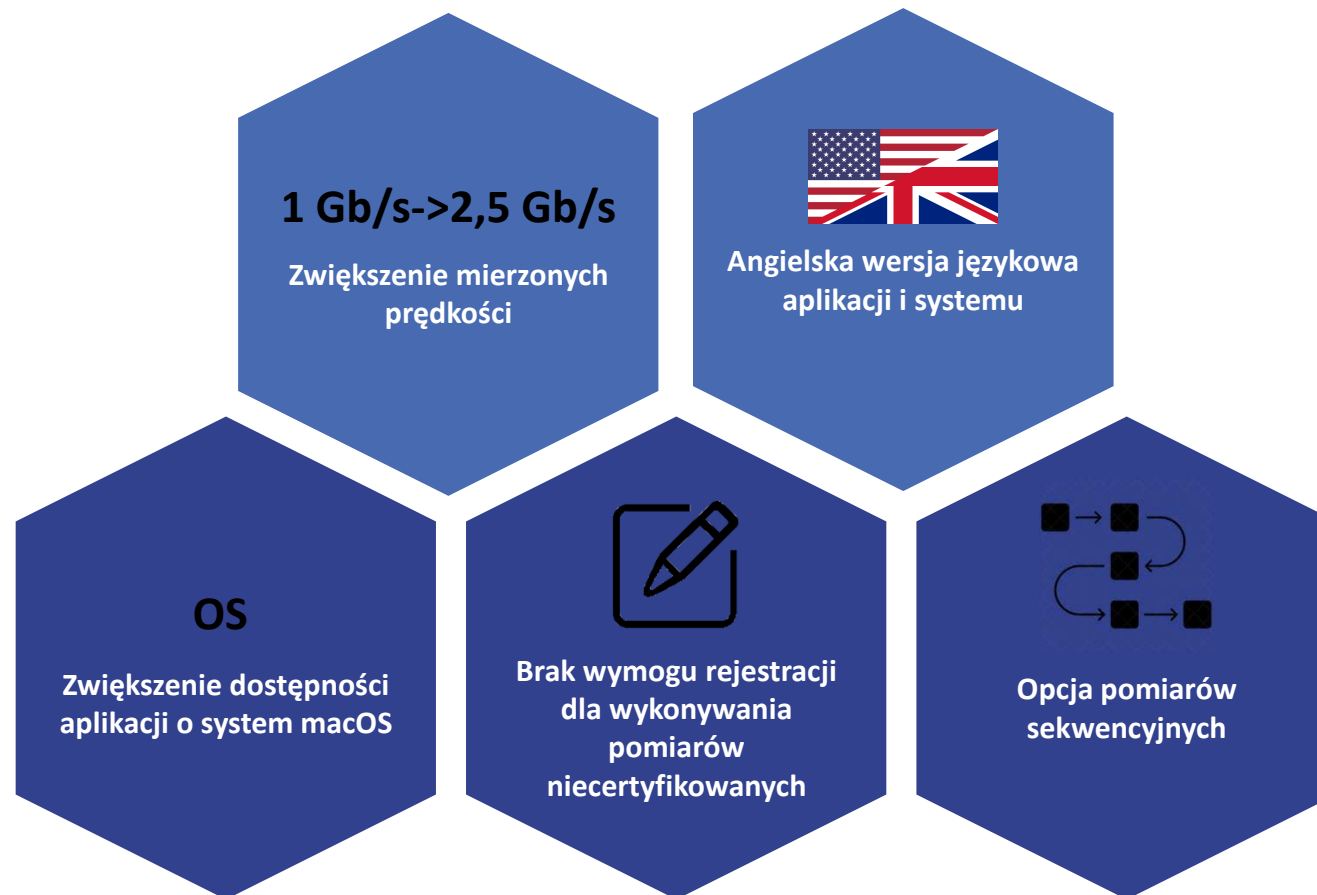 1 Gb/s->2,5 Gb/s
Zwiększenie mierzonych
prędkości
Angielska wersja językowa
aplikacji i systemu
OS
Zwiększenie dostępności
aplikacji o system macOS
Brak wymogu rejestracji
dla wykonywania
pomiarów
niecertyfikowanych
Opcja pomiarów
sekwencyjnych